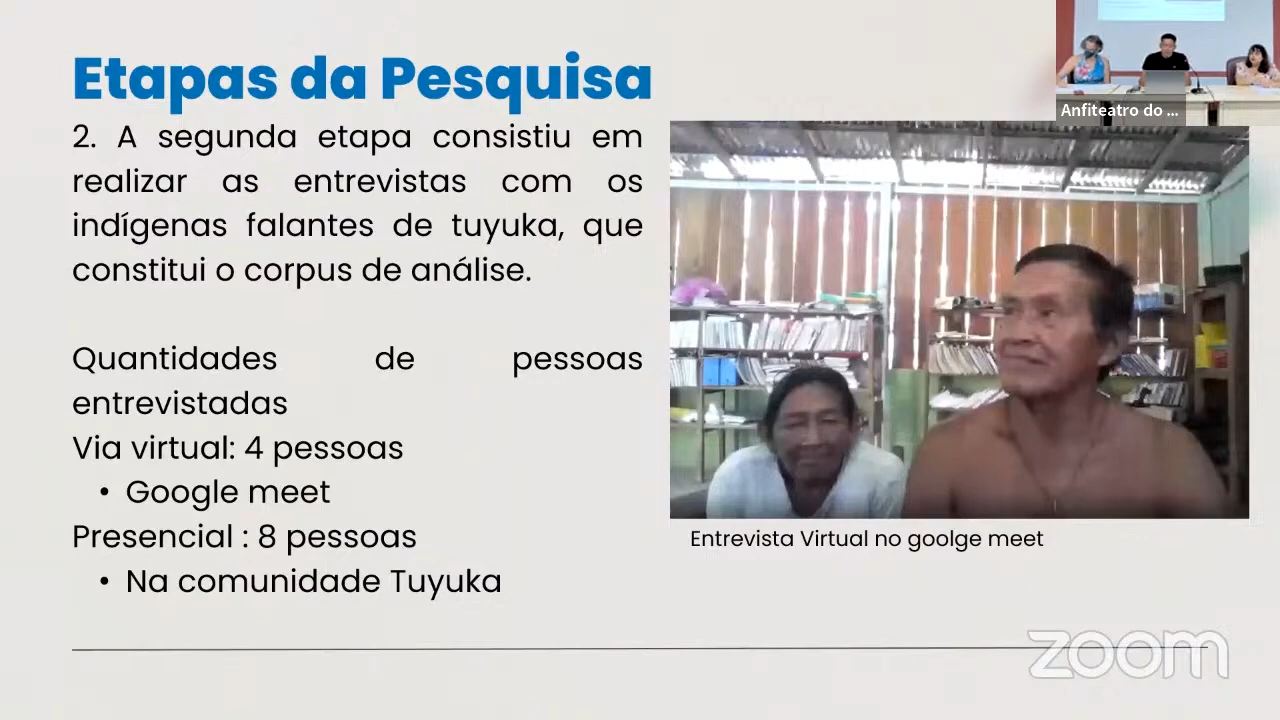 Etapas da Pesquisa
2. A segunda etapa consistiu em
realizar as entrevistas com os
indígenas falantes de tuyuka, que
constitui o corpus de análise.
Quantidades de pessoas
entrevistadas
Via virtual: 4 pessoas
• Google meet
Presencial : 8 pessoas
• Na comunidade Tuyuka
Anfiteatro do ...
Entrevista Virtual no goolge meet
zoom